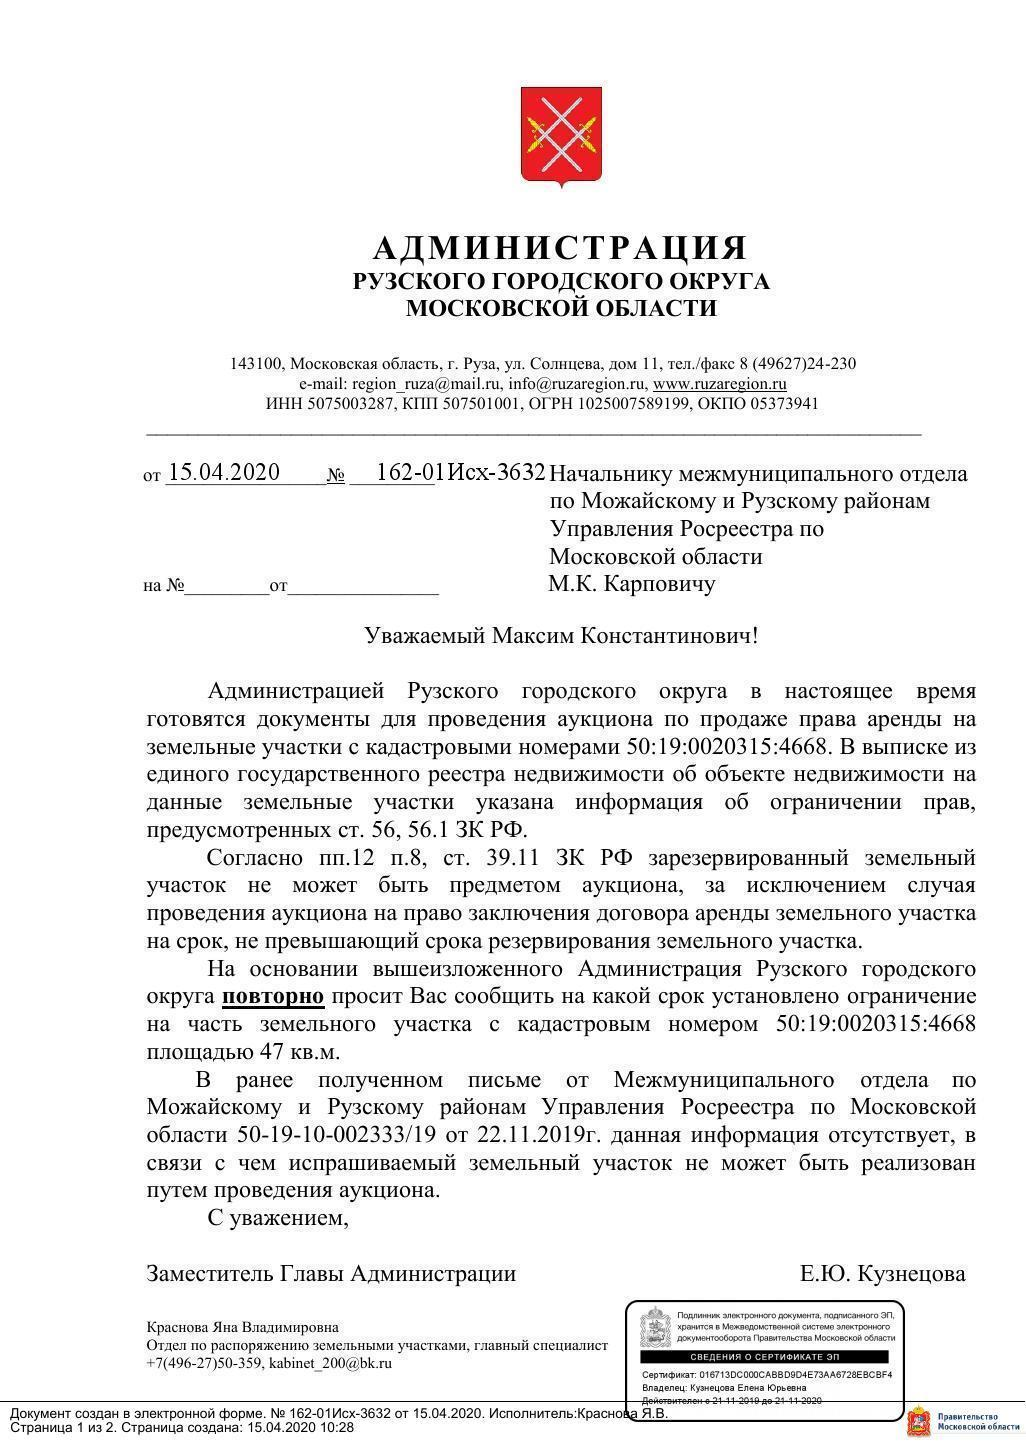 АДМИНИСТРАЦИЯ
РУЗСКОГО ГОРОДСКОГО ОКРУГА
МОСКОВСКОЙ ОБЛАСТИ
143100, Московская область, г. Руза, ул. Солнцева, дом 11, тел./факс 8 (49627)24-230
e-mail: region_ruza@mail.ru, info@ruzaregion.ru, www.ruzaregion.ru
ИНН 5075003287, КПП 507501001, ОГРН 1025007589199, ОКПО 05373941
от 15.04.2020 № 162-01Исх-3632
на №_________от________________
Начальнику межмуниципального отдела
по Можайскому и Рузскому районам
Управления Росреестра по
Московской области
М.К. Карповичу
Уважаемый Максим Константинович!
Администрацией Рузского городского округа в настоящее время
готовятся документы для проведения аукциона по продаже права аренды на
земельные участки с кадастровыми номерами 50:19:0020315:4668. В выписке из
единого государственного реестра недвижимости об объекте недвижимости на
данные земельные участки указана информация об ограничении прав,
предусмотренных ст. 56, 56.1 ЗК РФ.
Согласно пп.12 п.8, ст. 39.11 ЗК РФ зарезервированный земельный
участок не может быть предметом аукциона, за исключением случая
проведения аукциона на право заключения договора аренды земельного участка
на срок, не превышающий срока резервирования земельного участка.
На основании вышеизложенного Администрация Рузского городского
округа повторно просит Вас сообщить на какой срок установлено ограничение
на часть земельного участка с кадастровым номером 50:19:0020315:4668
площадью 47 кв.м.
В ранее полученном письме от Межмуниципального отдела по
Можайскому и Рузскому районам Управления Росреестра по Московской
области 50-19-10-002333/19 от 22.11.2019г. данная информация отсутствует, в
связи с чем испрашиваемый земельный участок не может быть реализован
путем проведения аукциона.
С уважением,
Заместитель Главы Администрации Е.Ю. Кузнецова
Краснова Яна Владимировна
Отдел по распоряжению земельными участками, главный специалист
+7(496-27)50-359, kabinet_200@bk.ru
Подлинник электронного документа, подписанного ЭП,
хранится в Межведомственной системе электронного
документооборота Правительства Московской области
СВЕДЕНИЯ О СЕРТИФИКАТЕ ЭП
Сертификат: 016713DC000CABBD9D4E73AA6728EBCBF4
Владелец: Кузнецова Елена Юрьевна
Действителен с 21-11-2019 до 21-11-2020
Документ создан в электронной форме. № 162-01Исх-3632 от 15.04.2020. Исполнитель:Краснова Я.В.
Страница 1 из 2. Страница создана: 15.04.2020 10:28
Правительство
Московской области